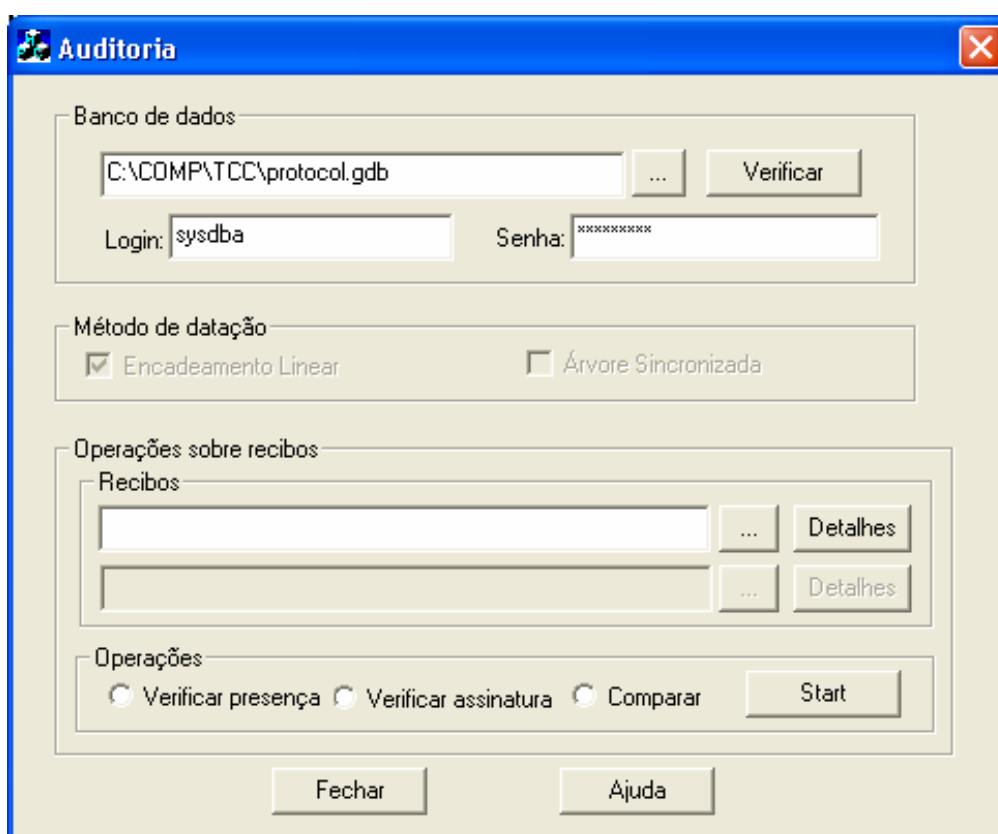 Auditoria
Banco de dados
C:\COMP\TCC\protocol.gdb ... Verificar
Login: sysdba Senha: *********
Método de datação
Encadeamento Linear Árvore Sincronizada
Operações sobre recibos
Recibos
... Detalhes
... Detalhes
Operações
Verificar presença Verificar assinatura Comparar Start
Fechar Ajuda